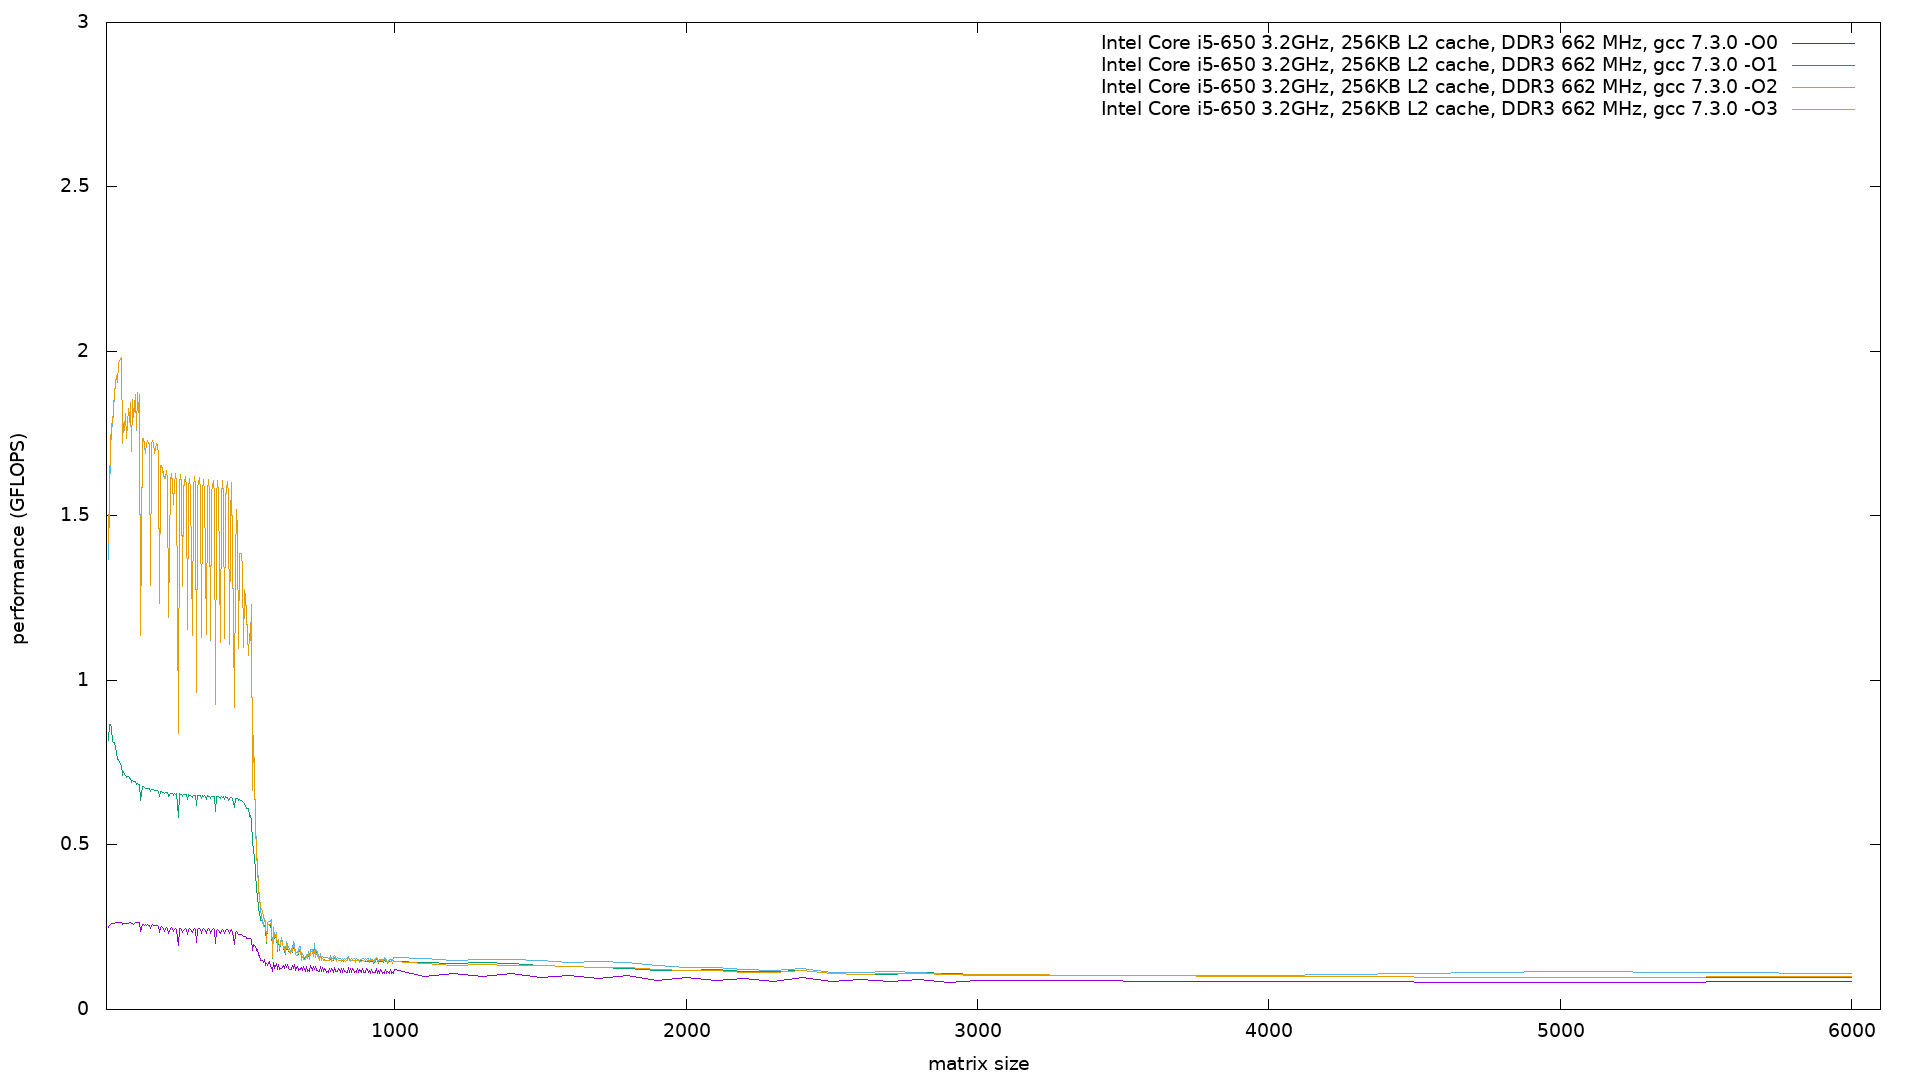 3
Intel Core i5-650 3.2GHz, 256KB L2 cache, DDR3 662 MHz, gcc 7.3.0 -O0
Intel Core i5-650 3.2GHz, 256KB L2 cache, DDR3 662 MHz, gcc 7.3.0 -O1
Intel Core i5-650 3.2GHz, 256KB L2 cache, DDR3 662 MHz, gcc 7.3.0 -O2
Intel Core i5-650 3.2GHz, 256KB L2 cache, DDR3 662 MHz, gcc 7.3.0 -O3
2.5
2
1.5
performance (GFLOPS)
1
0.5
0
1000 2000 3000 4000 5000 6000
matrix size